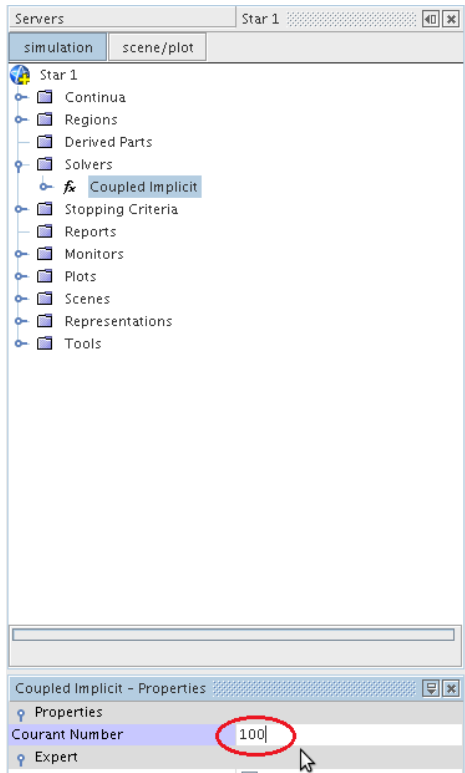 Servers Star 1
simulation scene/plot
Star 1
Continua
Regions
Derived Parts
Solvers
fx Coupled Implicit
Stopping Criteria
Reports
Monitors
Plots
Scenes
Representations
Tools
Coupled Implicit - Properties
Properties
Courant Number 100
Expert